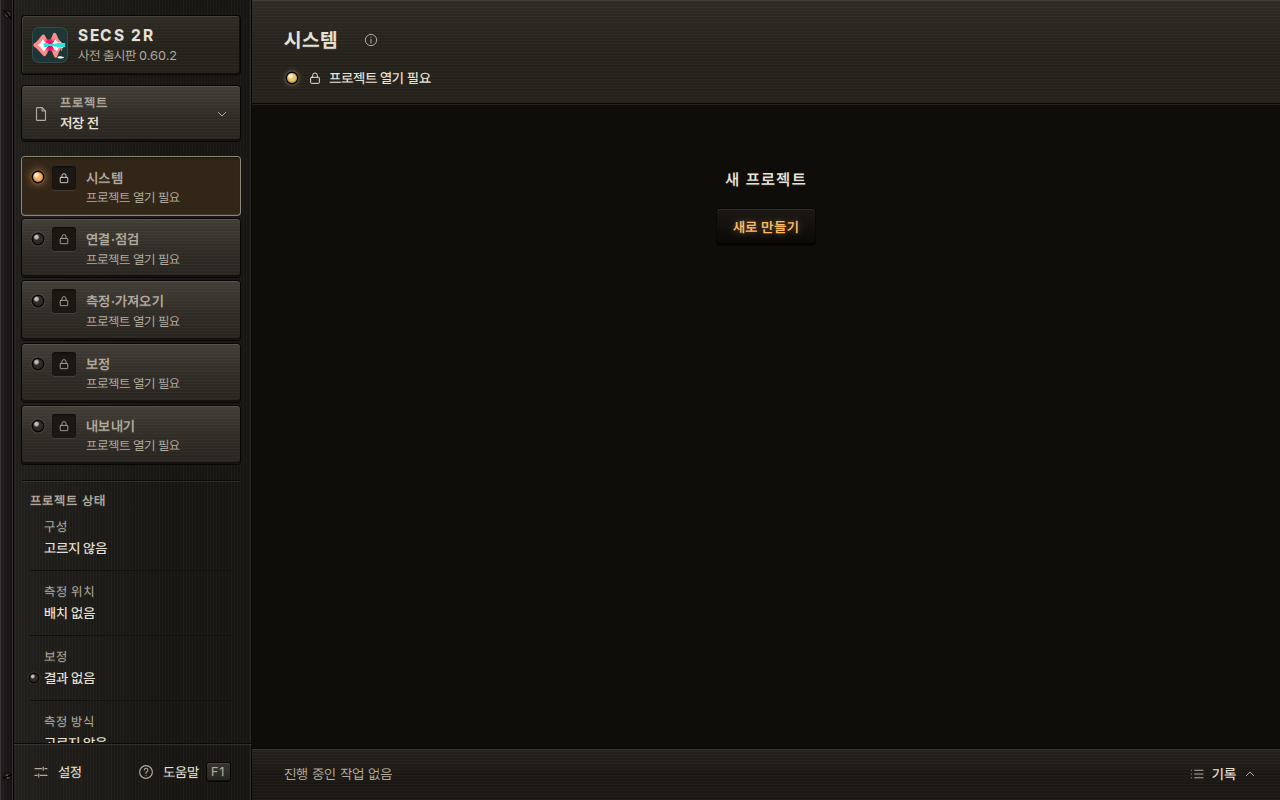 SECS 2R
사전 출시판 0.60.2
프로젝트
저장 전
시스템
프로젝트 열기 필요
연결·점검
프로젝트 열기 필요
측정·가져오기
프로젝트 열기 필요
보정
프로젝트 열기 필요
내보내기
프로젝트 열기 필요
프로젝트 상태
구성
고르지 않음
측정 위치
배치 없음
보정
결과 없음
측정 방식
고르지 않음
설정
도움말 F1
시스템
프로젝트 열기 필요
새 프로젝트
새로 만들기
진행 중인 작업 없음
기록